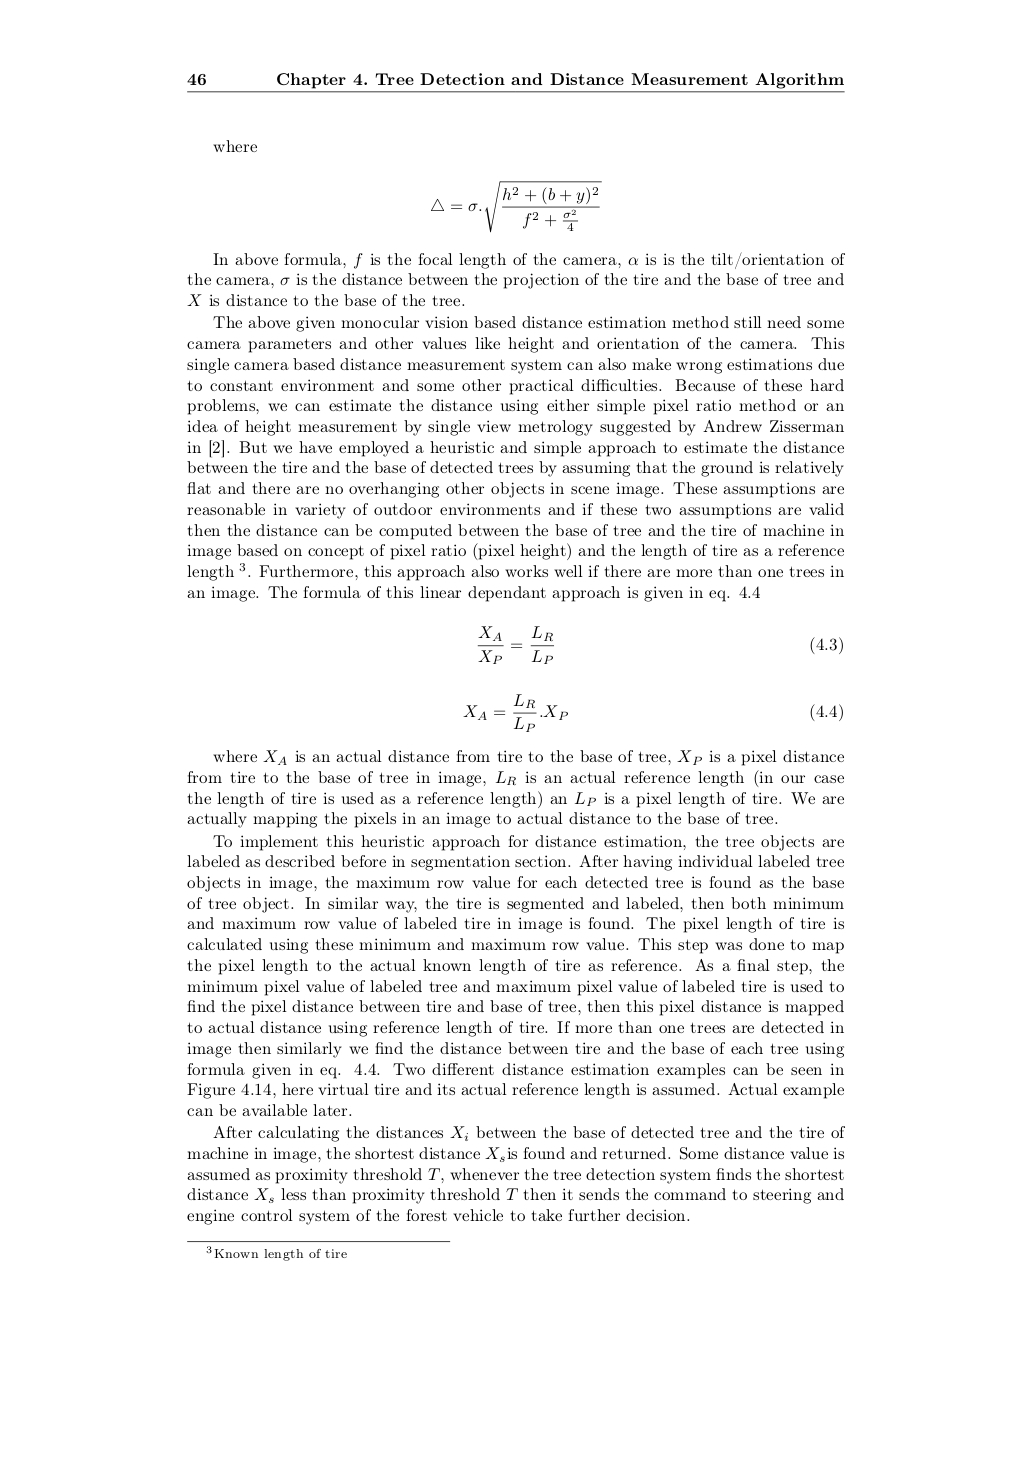 46 Chapter 4. Tree Detection and Distance Measurement Algorithm
where
△ = σ.√((h² + (b + y)²)/(f² + σ²/4))
In above formula, f is the focal length of the camera, α is is the tilt/orientation of
the camera, σ is the distance between the projection of the tire and the base of tree and
X is distance to the base of the tree.
The above given monocular vision based distance estimation method still need some
camera parameters and other values like height and orientation of the camera. This
single camera based distance measurement system can also make wrong estimations due
to constant environment and some other practical difficulties. Because of these hard
problems, we can estimate the distance using either simple pixel ratio method or an
idea of height measurement by single view metrology suggested by Andrew Zisserman
in [2]. But we have employed a heuristic and simple approach to estimate the distance
between the tire and the base of detected trees by assuming that the ground is relatively
flat and there are no overhanging other objects in scene image. These assumptions are
reasonable in variety of outdoor environments and if these two assumptions are valid
then the distance can be computed between the base of tree and the tire of machine in
image based on concept of pixel ratio (pixel height) and the length of tire as a reference
length ³. Furthermore, this approach also works well if there are more than one trees in
an image. The formula of this linear dependant approach is given in eq. 4.4
X_A/X_P = L_R/L_P (4.3)
X_A = L_R/L_P .X_P (4.4)
where X_A is an actual distance from tire to the base of tree, X_P is a pixel distance
from tire to the base of tree in image, L_R is an actual reference length (in our case
the length of tire is used as a reference length) an L_P is a pixel length of tire. We are
actually mapping the pixels in an image to actual distance to the base of tree.
To implement this heuristic approach for distance estimation, the tree objects are
labeled as described before in segmentation section. After having individual labeled tree
objects in image, the maximum row value for each detected tree is found as the base
of tree object. In similar way, the tire is segmented and labeled, then both minimum
and maximum row value of labeled tire in image is found. The pixel length of tire is
calculated using these minimum and maximum row value. This step was done to map
the pixel length to the actual known length of tire as reference. As a final step, the
minimum pixel value of labeled tree and maximum pixel value of labeled tire is used to
find the pixel distance between tire and base of tree, then this pixel distance is mapped
to actual distance using reference length of tire. If more than one trees are detected in
image then similarly we find the distance between tire and the base of each tree using
formula given in eq. 4.4. Two different distance estimation examples can be seen in
Figure 4.14, here virtual tire and its actual reference length is assumed. Actual example
can be available later.
After calculating the distances X_i between the base of detected tree and the tire of
machine in image, the shortest distance X_s is found and returned. Some distance value is
assumed as proximity threshold T, whenever the tree detection system finds the shortest
distance X_s less than proximity threshold T then it sends the command to steering and
engine control system of the forest vehicle to take further decision.
³Known length of tire